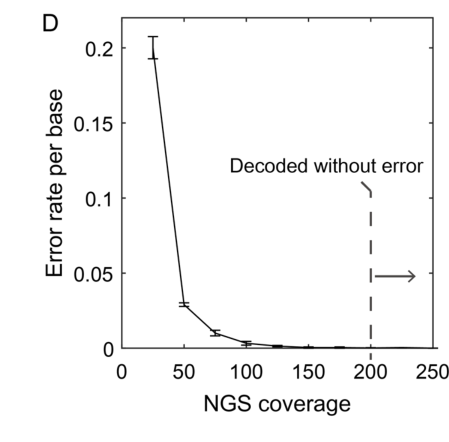 D
0.2
0.15
0.1
0.05
0
Error rate per base
Decoded without error
0 50 100 150 200 250
NGS coverage